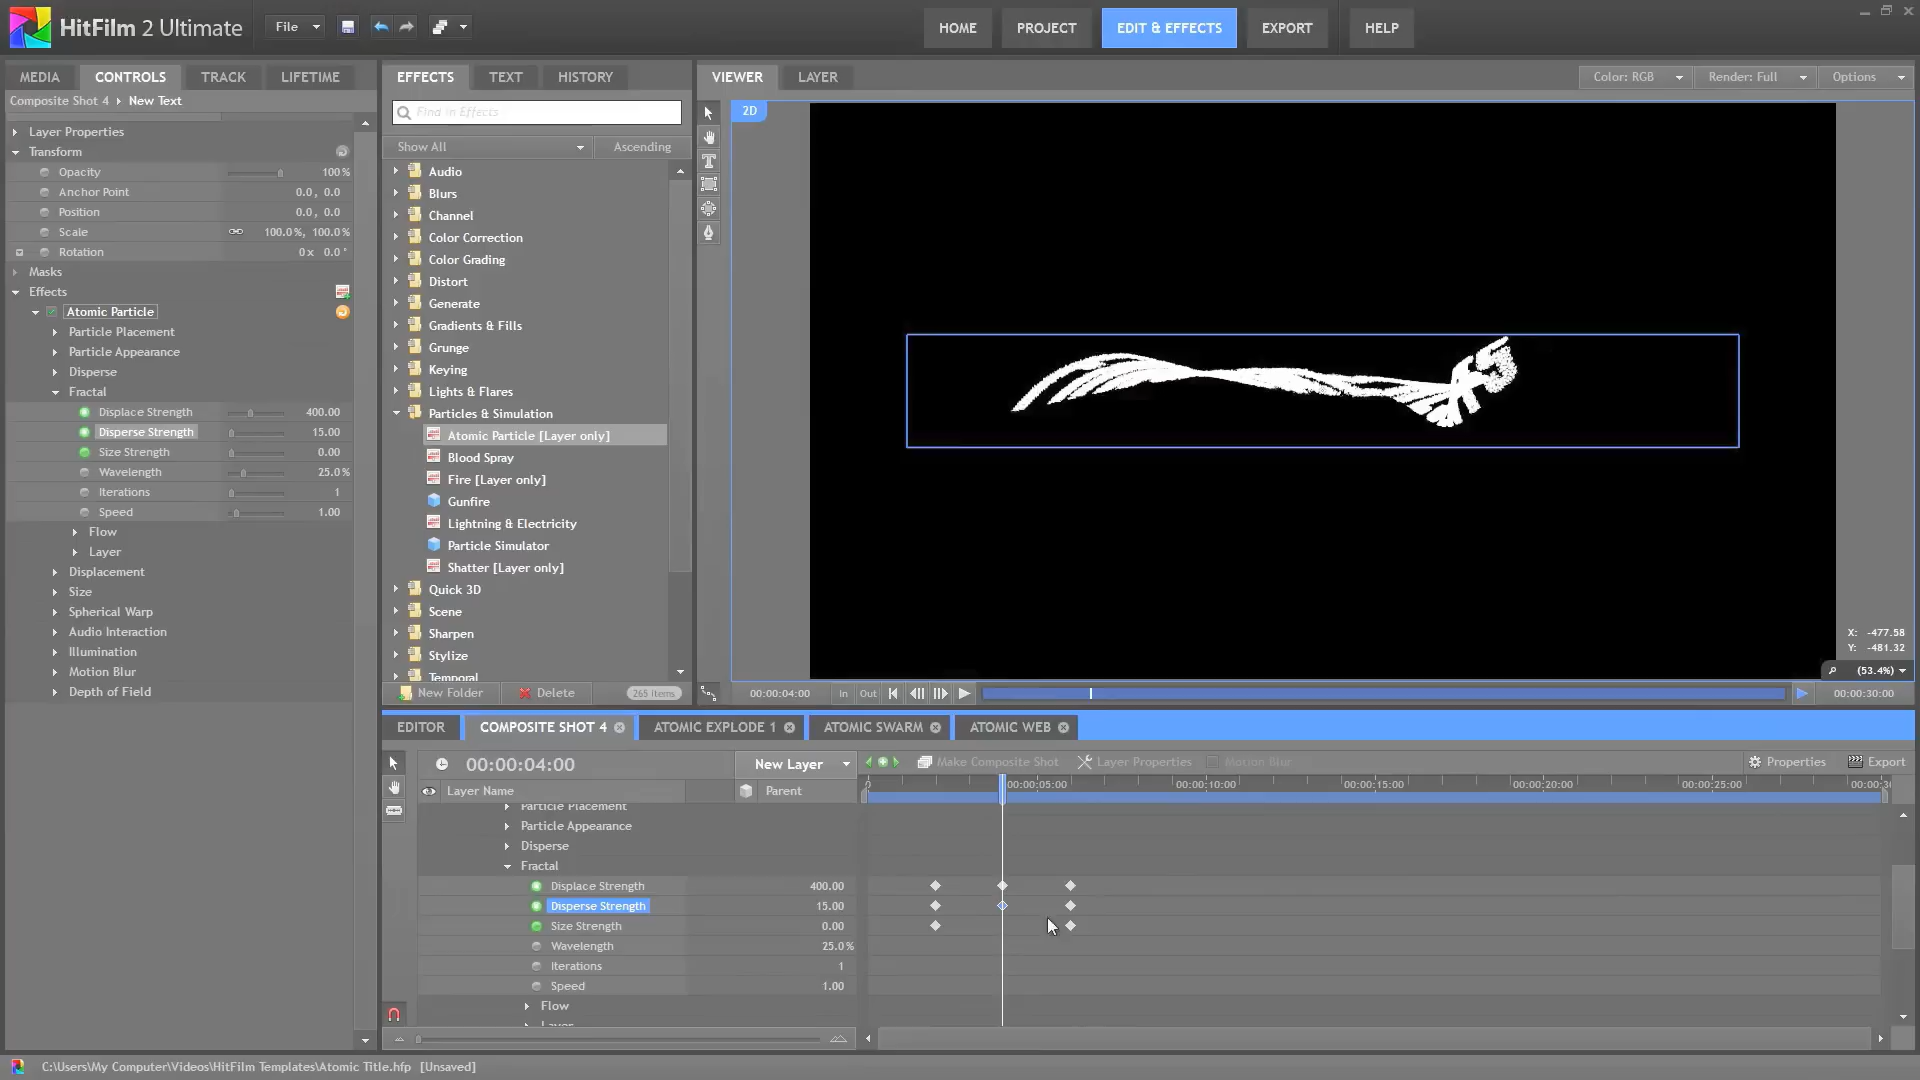 HitFilm 2 Ultimate
File
HOME
PROJECT
EDIT & EFFECTS
EXPORT
HELP
MEDIA
CONTROLS
TRACK
LIFETIME
Composite Shot 4 New Text
Layer Properties
Transform
Opacity 100%
Anchor Point 0.0, 0.0
Position 0.0, 0.0
Scale 100.0%, 100.0%
Rotation 0x 0.0°
Masks
Effects
Atomic Particle
Particle Placement
Particle Appearance
Disperse
Fractal
Displace Strength 400.00
Disperse Strength 15.00
Size Strength 0.00
Wavelength 25.0%
Iterations 1
Speed 1.00
Flow
Layer
Displacement
Size
Spherical Warp
Audio Interaction
Illumination
Motion Blur
Depth of Field
EFFECTS
TEXT
HISTORY
Find in Effects
Show All
Ascending
Audio
Blurs
Channel
Color Correction
Color Grading
Distort
Generate
Gradients & Fills
Grunge
Keying
Lights & Flares
Particles & Simulation
Atomic Particle [Layer only]
Blood Spray
Fire [Layer only]
Gunfire
Lightning & Electricity
Particle Simulator
Shatter [Layer only]
Quick 3D
Scene
Sharpen
Stylize
Temporal
New Folder
Delete
265 Items
VIEWER
LAYER
Color: RGB
Render: Full
Options
2D
X: -477.58
Y: -481.32
(53.4%)
00:00:04:00
In
Out
00:00:30:00
EDITOR
COMPOSITE SHOT 4
ATOMIC EXPLODE 1
ATOMIC SWARM
ATOMIC WEB
00:00:04:00
New Layer
Make Composite Shot
Layer Properties
Motion Blur
Properties
Export
Layer Name
Parent
0
00:00:05:00
00:00:10:00
00:00:15:00
00:00:20:00
00:00:25:00
00:00:3
Particle Placement
Particle Appearance
Disperse
Fractal
Displace Strength 400.00
Disperse Strength 15.00
Size Strength 0.00
Wavelength 25.0%
Iterations 1
Speed 1.00
Flow
Layer
C:\Users\My Computer\Videos\HitFilm Templates\Atomic Title.hfp [Unsaved]